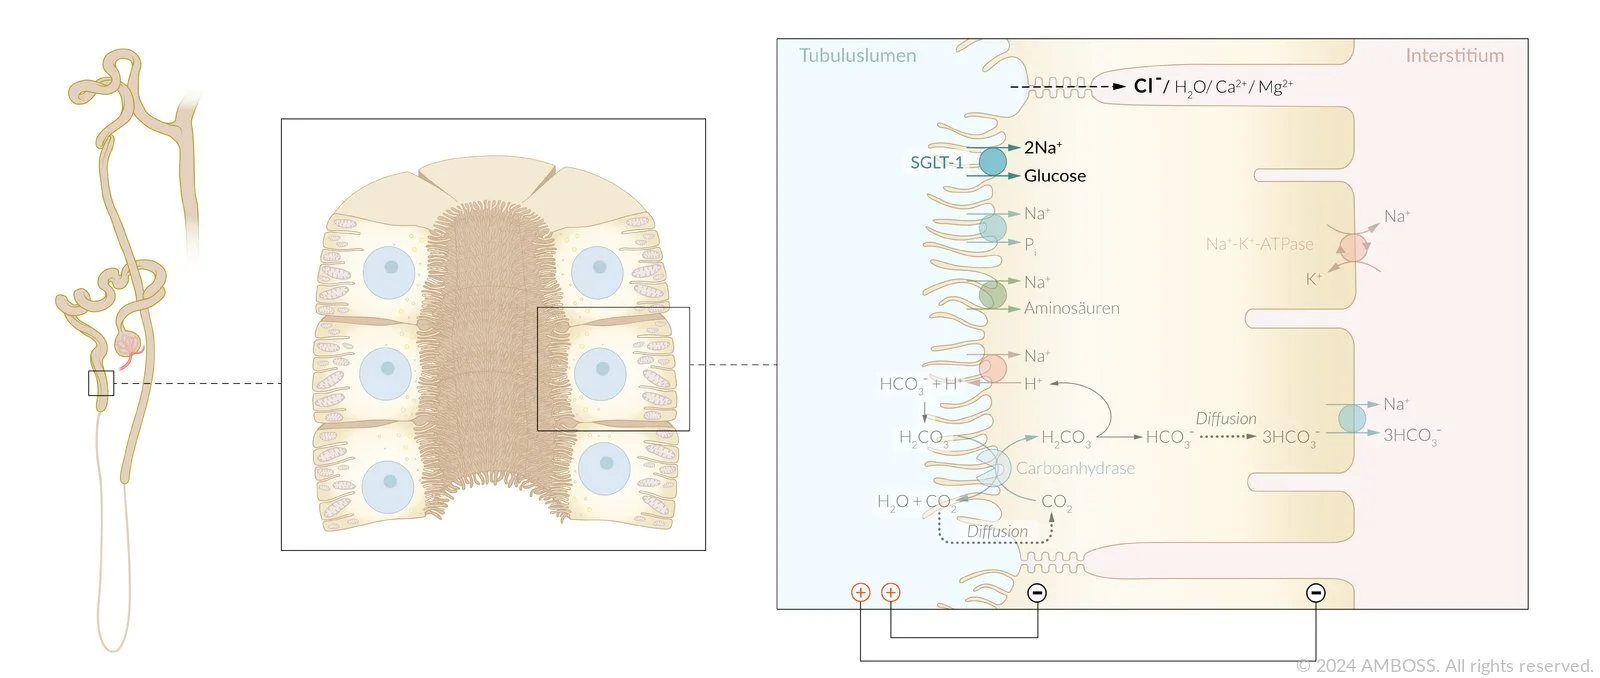 Tubuluslumen
Interstitium
Cl⁻/ H₂O/ Ca²⁺/ Mg²⁺
SGLT-1
2Na⁺
Glucose
Na⁺
Pᵢ
Na⁺
Aminosäuren
Na⁺-K⁺-ATPase
Na⁺
K⁺
Na⁺
HCO₃⁻ + H⁺
H⁺
H₂CO₃
H₂CO₃
HCO₃⁻
Diffusion
3HCO₃⁻
Na⁺
3HCO₃⁻
Carboanhydrase
H₂O + CO₂
CO₂
Diffusion
+ + − −
© 2024 AMBOSS. All rights reserved.